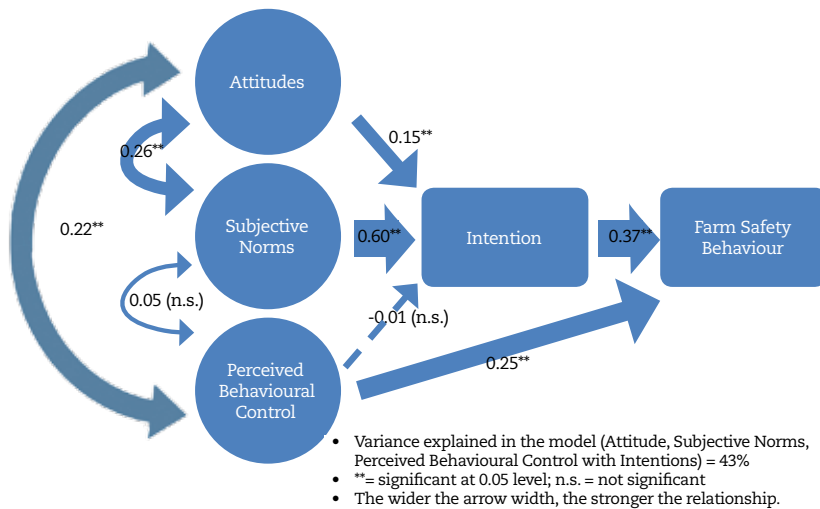 Attitudes
0.15**
0.26**
Subjective
Norms
0.22**
0.60**
Intention
0.37**
Farm Safety
Behaviour
0.05 (n.s.)
-0.01 (n.s.)
Perceived
Behavioural
Control
0.25**
• Variance explained in the model (Attitude, Subjective Norms,
Perceived Behavioural Control with Intentions) = 43%
• **= significant at 0.05 level; n.s. = not significant
• The wider the arrow width, the stronger the relationship.